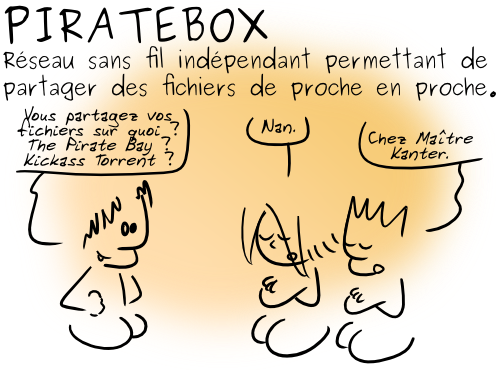 PIRATEBOX
Réseau sans fil indépendant permettant de
partager des fichiers de proche en proche.
Vous partagez vos
fichiers sur quoi ?
The Pirate Bay ?
Kickass Torrent ?
Nan.
Chez Maître
Kanter.